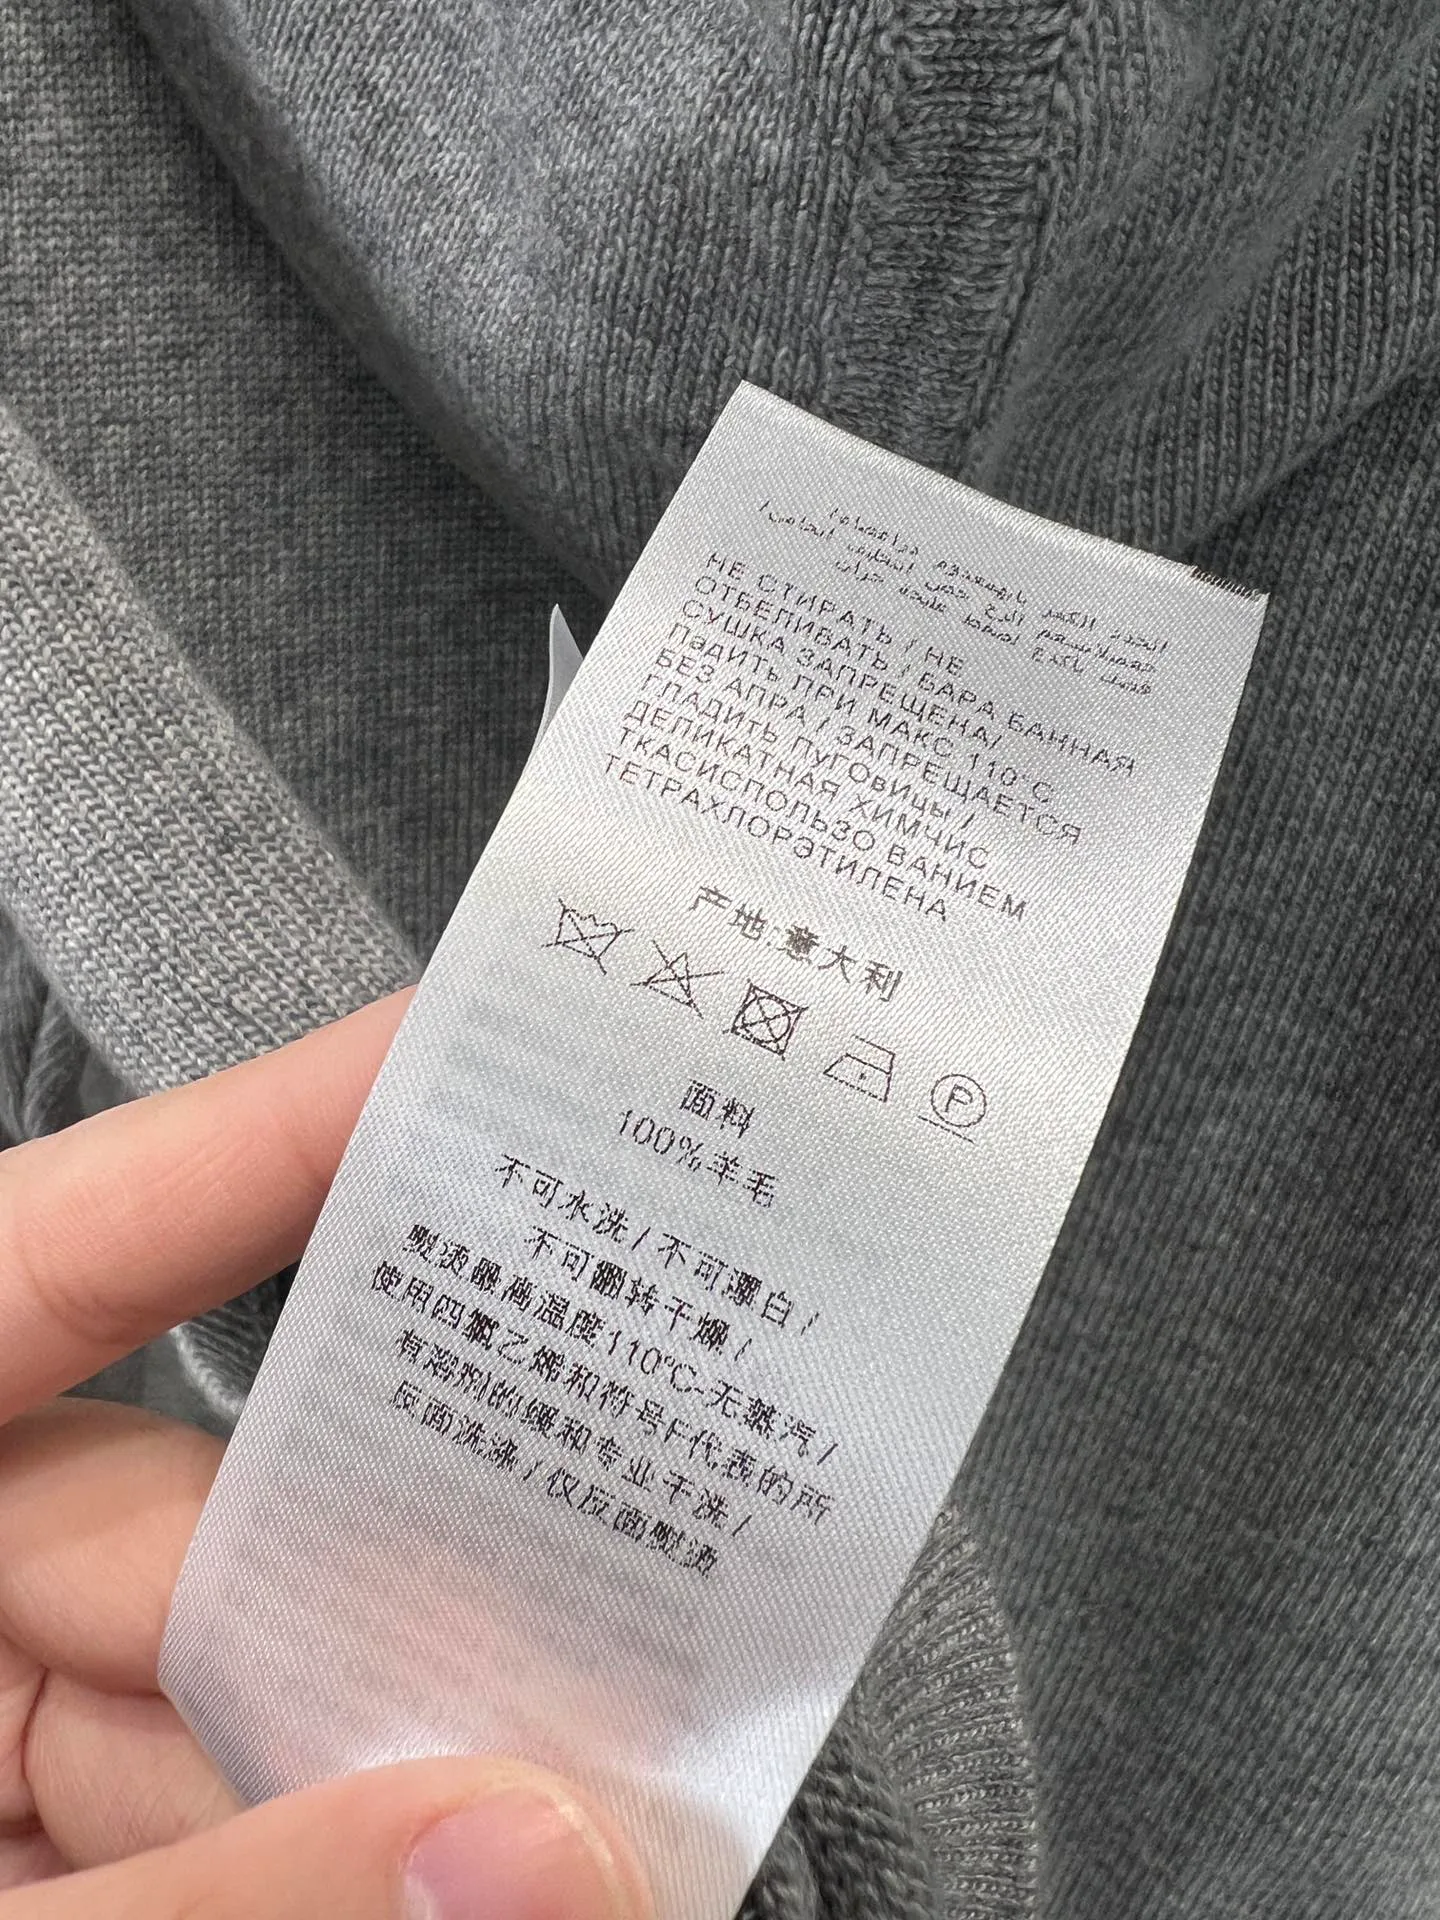 НЕ СТИРАТЬ / НЕ
ОТБЕЛИВАТЬ / БАРА БАННАЯ
СУШКА ЗАПРЕЩЕНА/
ПаДИТЬ ПРИ МАКС 110°C
БЕЗ АПРА / ЗАПРЕЩАЕТСЯ
ГЛАДИТЬ ПУГОВИЦЫ /
ДЕЛИКАТНАЯ ХИМЧИС
ТКАСИСПОЛЬЗО ВАНИЕМ
ТЕТРАХЛОРЭТИЛЕНА
产地:意大利
P
面料
100%羊毛
不可水洗/不可漂白/
不可翻转干燥/
熨烫最高温度110℃-无蒸汽/
使用四氯乙烯和符号F代表的所
有溶剂的缓和专业干洗/
反面洗涤/仅反面熨烫